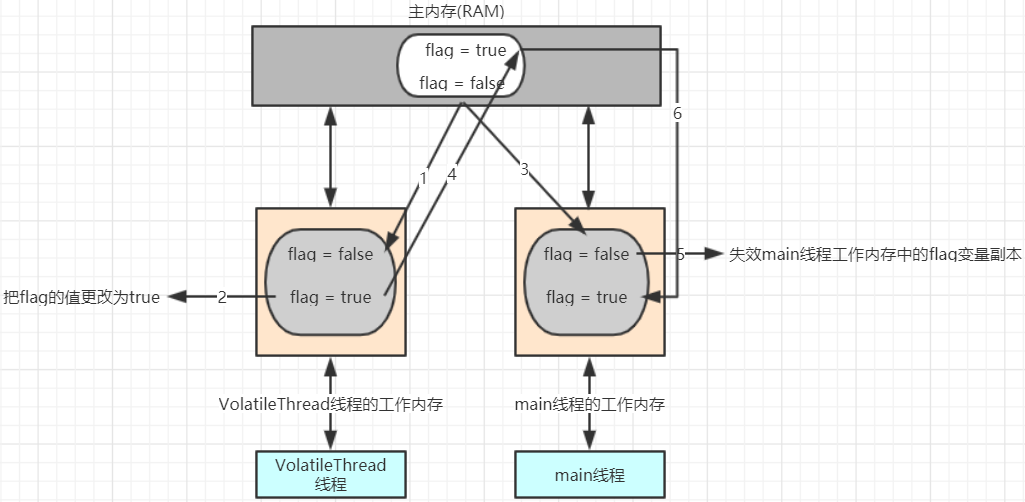 主内存(RAM)
flag = true
flag = false
6
1
4
3
flag = false
flag = true
flag = false
flag = true
5
失效main线程工作内存中的flag变量副本
把flag的值更改为true
2
VolatileThread线程的工作内存
main线程的工作内存
VolatileThread
线程
main线程